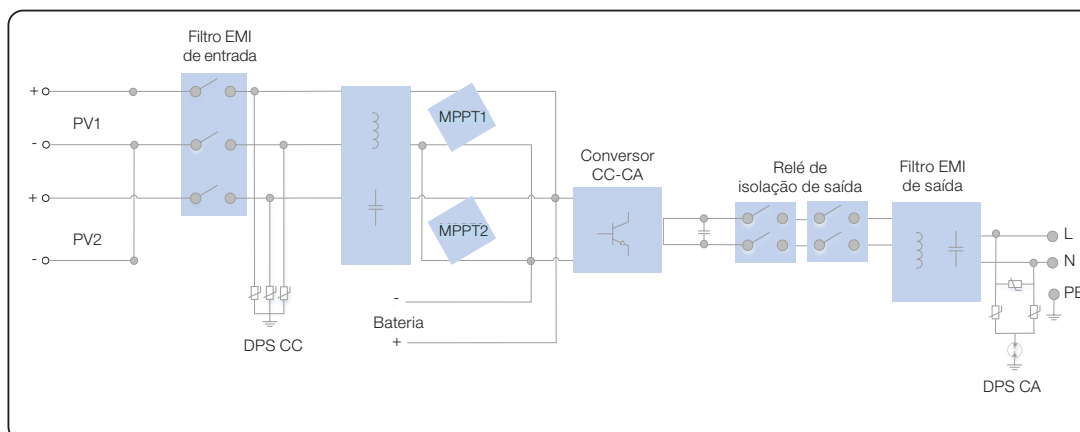 Filtro EMI
de entrada
+
PV1
-
+
PV2
-
DPS CC
MPPT1
MPPT2
-
Bateria
+
Conversor
CC-CA
Relé de
isolação de saída
Filtro EMI
de saída
L
N
PE
DPS CA